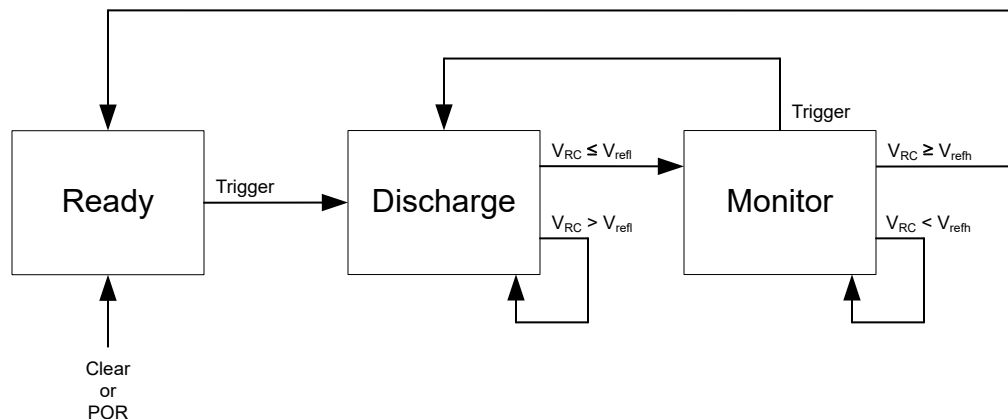 Trigger
V_RC ≤ V_refl
V_RC ≥ V_refh
Ready
Trigger
Discharge
Monitor
V_RC > V_refl
V_RC < V_refh
Clear
or
POR